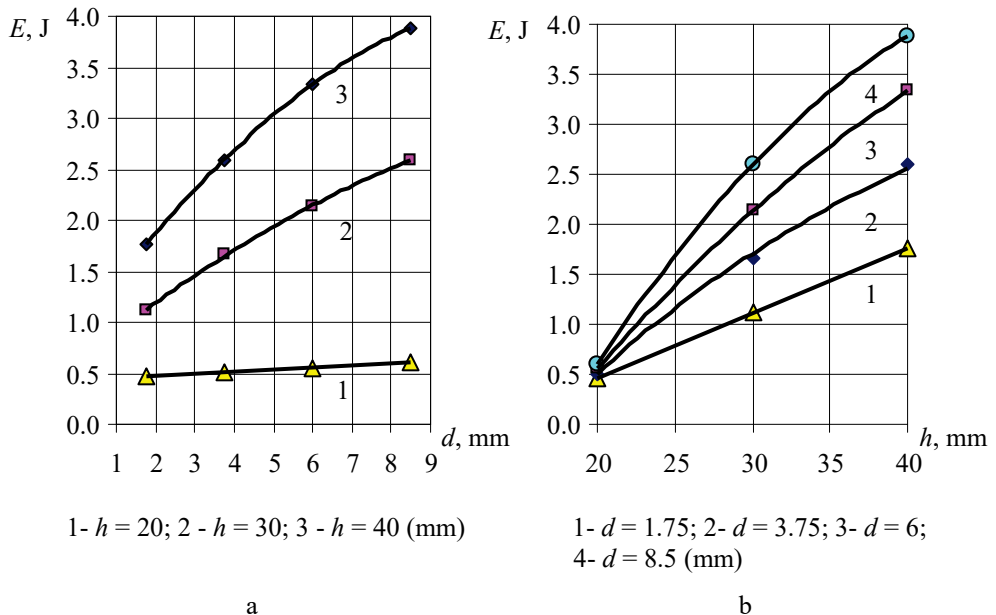 E, J
4.0
3.5
3.0
2.5
2.0
1.5
1.0
0.5
0.0
3
2
1
d, mm
1 2 3 4 5 6 7 8 9
1- h = 20; 2 - h = 30; 3 - h = 40 (mm)
a
E, J
4.0
3.5
3.0
2.5
2.0
1.5
1.0
0.5
0.0
4
3
2
1
h, mm
20 25 30 35 40
1- d = 1.75; 2- d = 3.75; 3- d = 6;
4- d = 8.5 (mm)
b